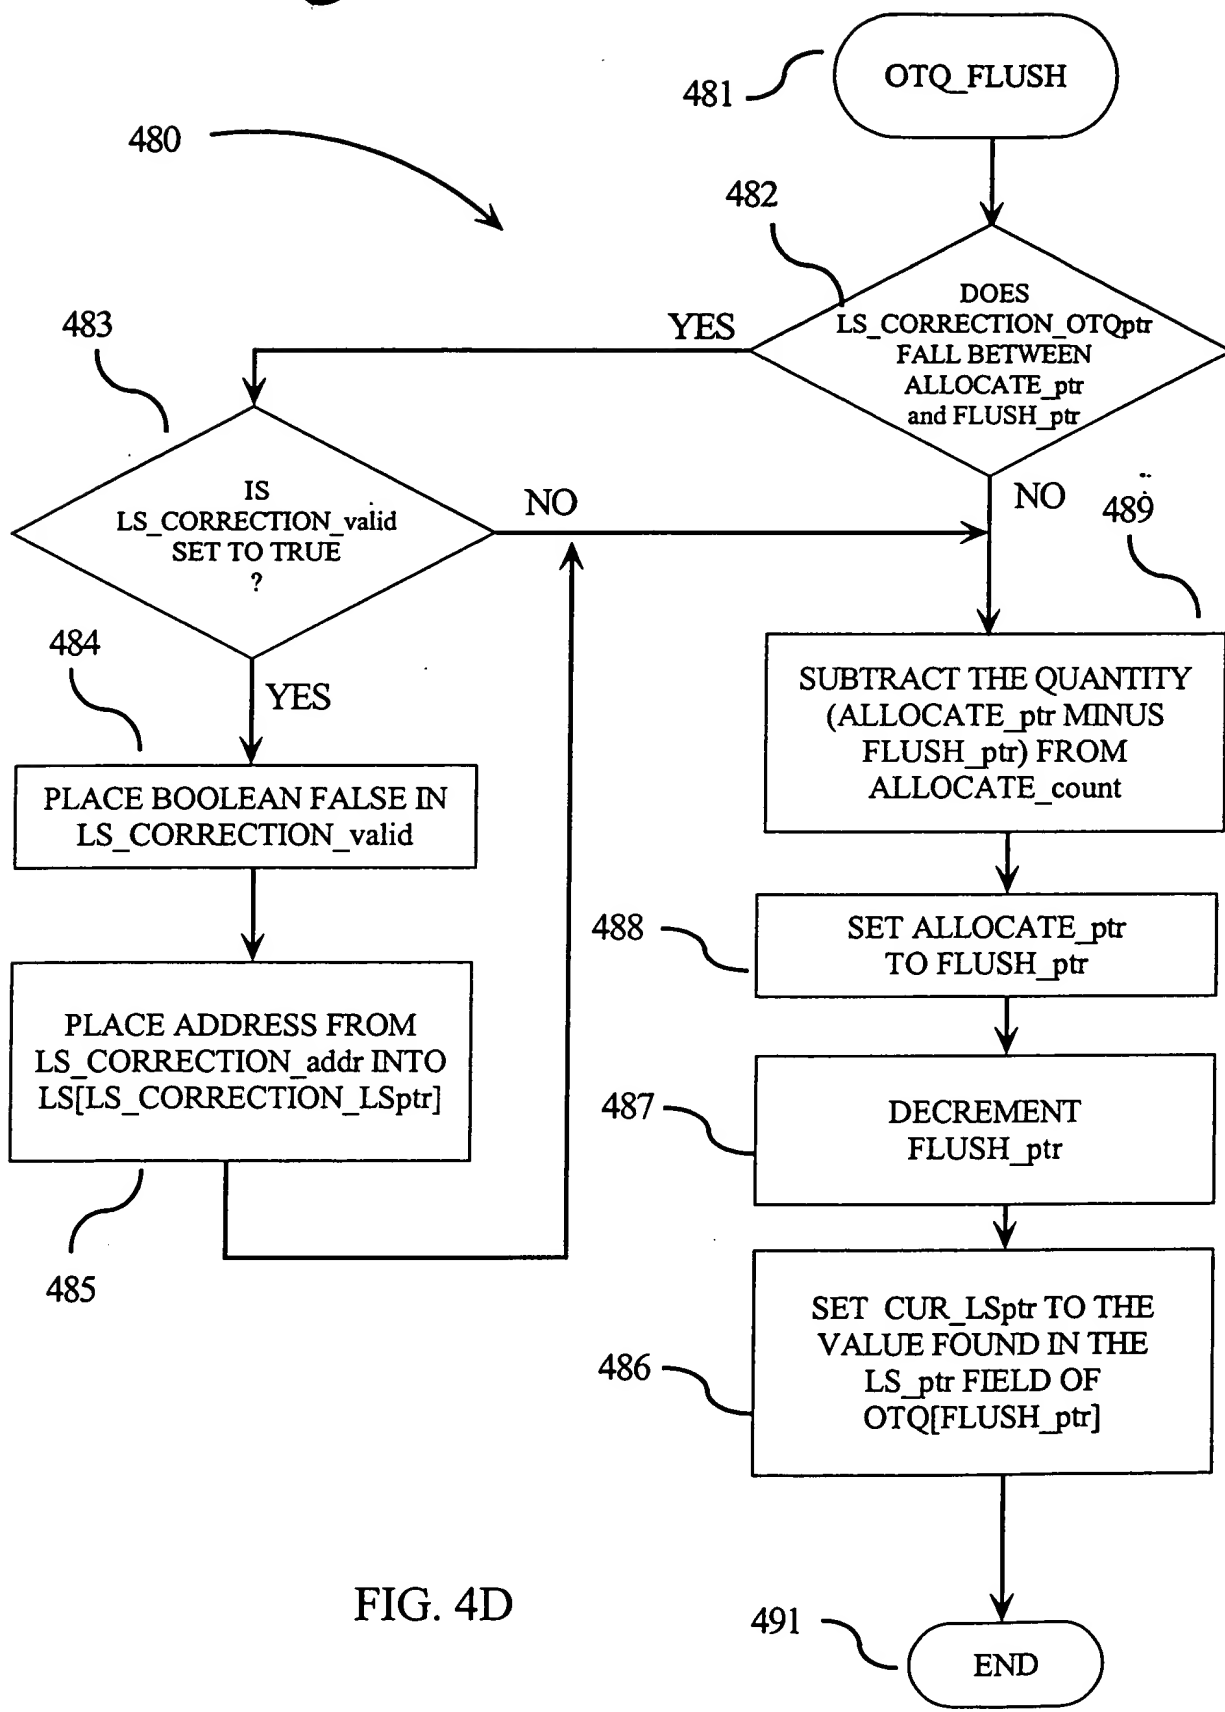 481
OTQ_FLUSH
480
482
DOES
LS_CORRECTION_OTQptr
FALL BETWEEN
ALLOCATE_ptr
and FLUSH_ptr
YES
NO
483
IS
LS_CORRECTION_valid
SET TO TRUE
?
NO
YES
484
PLACE BOOLEAN FALSE IN
LS_CORRECTION_valid
PLACE ADDRESS FROM
LS_CORRECTION_addr INTO
LS[LS_CORRECTION_LSptr]
485
489
SUBTRACT THE QUANTITY
(ALLOCATE_ptr MINUS
FLUSH_ptr) FROM
ALLOCATE_count
488
SET ALLOCATE_ptr
TO FLUSH_ptr
487
DECREMENT
FLUSH_ptr
486
SET CUR_LSptr TO THE
VALUE FOUND IN THE
LS_ptr FIELD OF
OTQ[FLUSH_ptr]
491
END
FIG. 4D